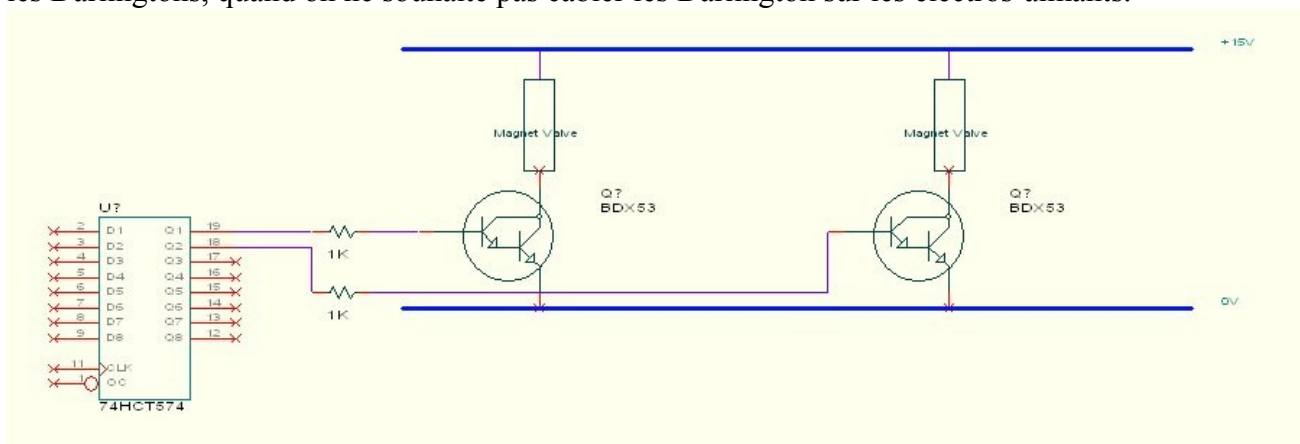 les Darlingtons, quand on ne souhaite pas câbler les Darlington sur les électros-aimants.
+15V
Magnet Valve
Magnet Valve
Q?
BDX53
Q?
BDX53
U?
2 D1 Q1 19
3 D2 Q2 18
4 D3 Q3 17
5 D4 Q4 16
6 D5 Q5 15
7 D6 Q6 14
8 D7 Q7 13
9 D8 Q8 12
11 CLK
1 OC
74HCT574
1K
1K
0V